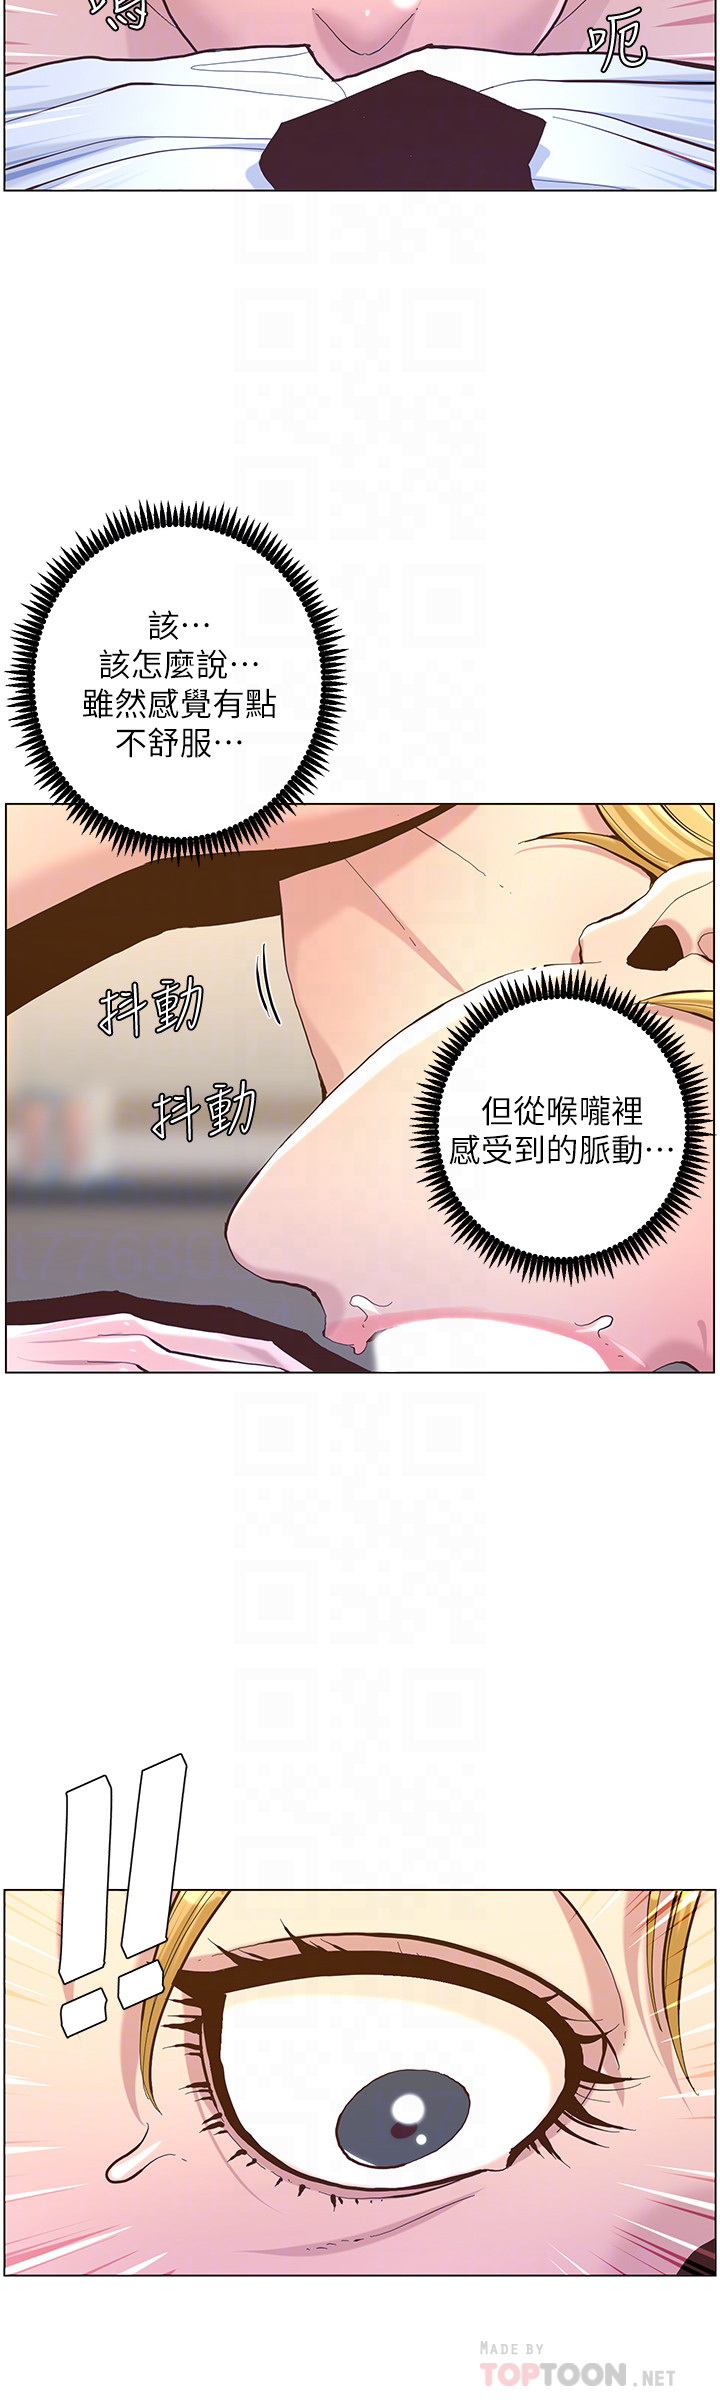 嗚
呃
該…
該怎麼說…
雖然感覺有點
不舒服…
抖動
抖動
但從喉嚨裡
感受到的脈動…
!!
MADE BY
TOPTOON.NET